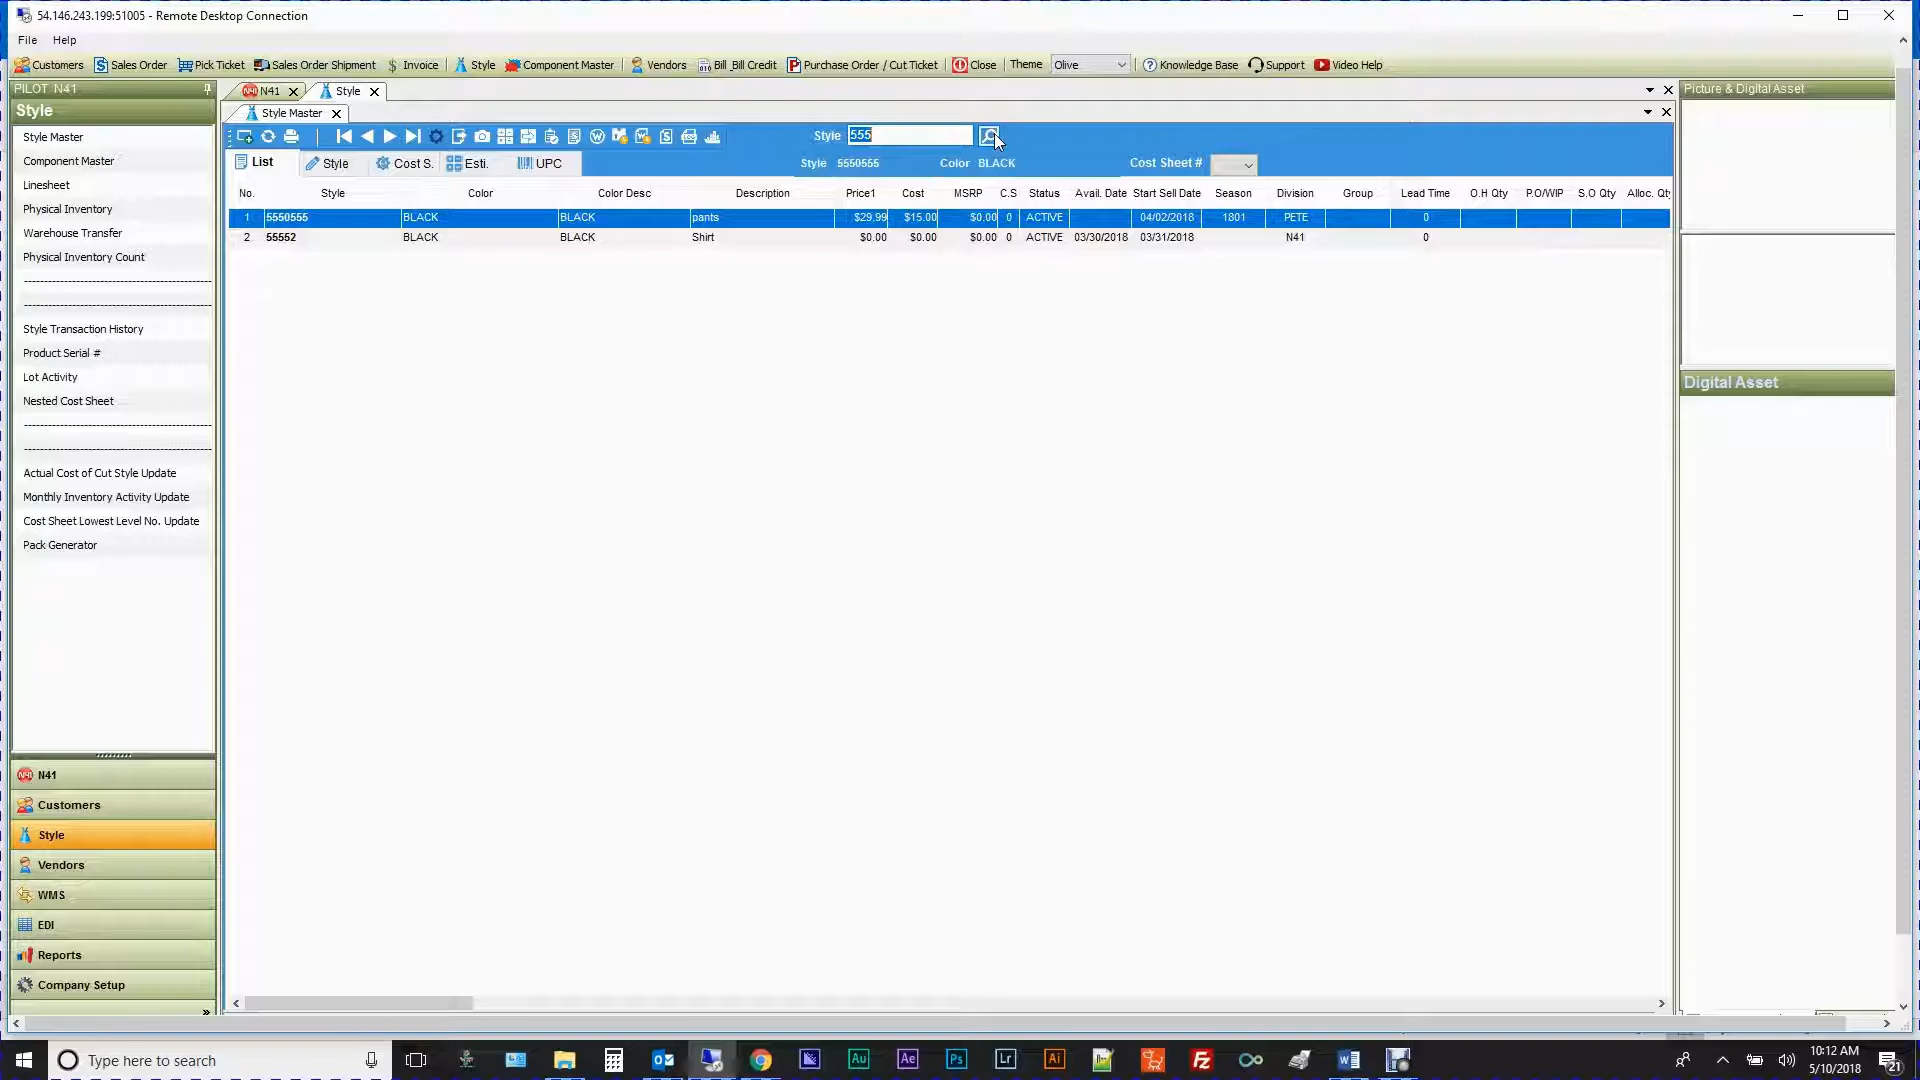 54.146.243.199:51005 - Remote Desktop Connection
File Help
Customers Sales Order Pick Ticket Sales Order Shipment $ Invoice Style Component Master Vendors Bill_Bill Credit Purchase Order / Cut Ticket Close Theme Olive Knowledge Base Support Video Help
PILOT N41
N41 Style
Picture & Digital Asset
Style
Style Master
Style 555
List Style Cost S. Esti. UPC
Style 5550555 Color BLACK Cost Sheet #
No. Style Color Color Desc Description Price1 Cost MSRP C.S Status Avail. Date Start Sell Date Season Division Group Lead Time O.H Qty P.O/WIP S.O Qty Alloc. Qty
1 5550555 BLACK BLACK pants $29.99 $15.00 $0.00 0 ACTIVE 04/02/2018 1801 PETE 0
2 55552 BLACK BLACK Shirt $0.00 $0.00 $0.00 0 ACTIVE 03/30/2018 03/31/2018 N41 0
Digital Asset
Style Master
Component Master
Linesheet
Physical Inventory
Warehouse Transfer
Physical Inventory Count
Style Transaction History
Product Serial #
Lot Activity
Nested Cost Sheet
Actual Cost of Cut Style Update
Monthly Inventory Activity Update
Cost Sheet Lowest Level No. Update
Pack Generator
N41
Customers
Style
Vendors
WMS
EDI
Reports
Company Setup
Type here to search
Au Ae Ps Lr Ai
10:12 AM
5/10/2018
21